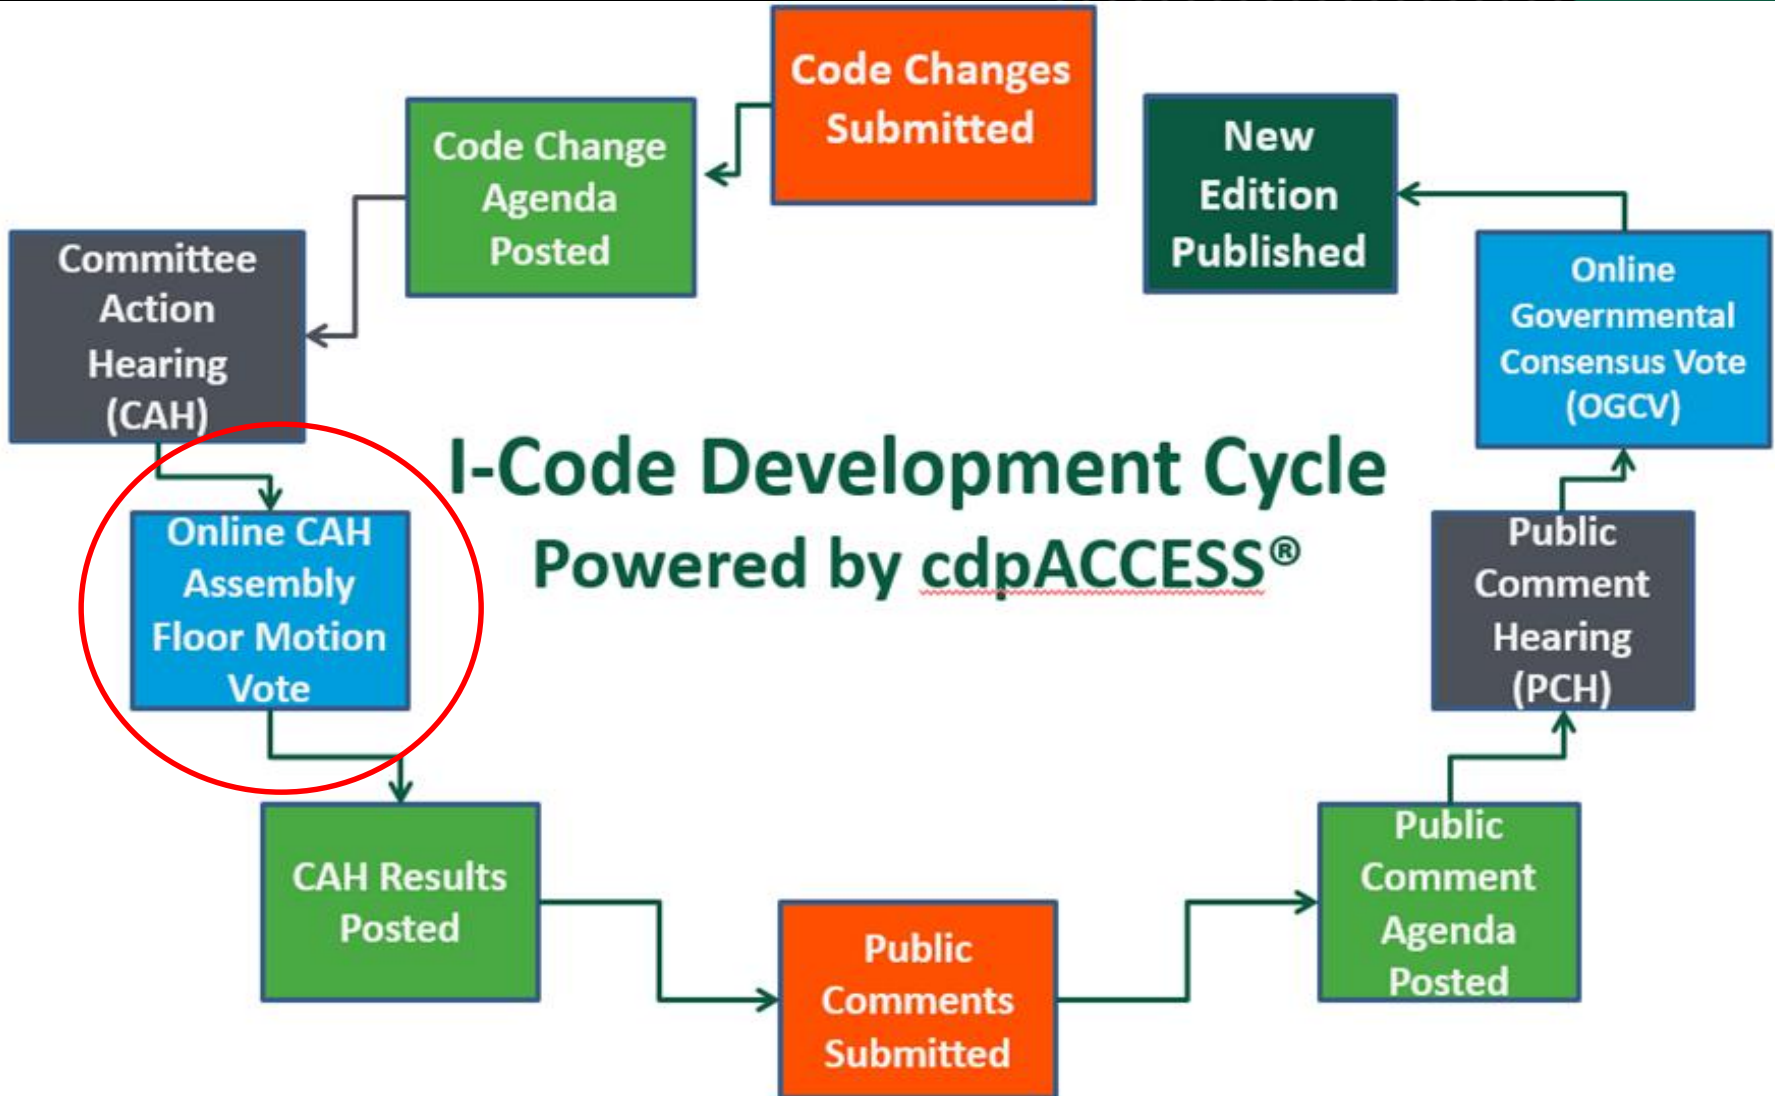 Code Changes
Submitted
Code Change
Agenda
Posted
Committee
Action
Hearing
(CAH)
Online CAH
Assembly
Floor Motion
Vote
CAH Results
Posted
Public
Comments
Submitted
Public
Comment
Agenda
Posted
Public
Comment
Hearing
(PCH)
Online
Governmental
Consensus Vote
(OGCV)
New
Edition
Published
I-Code Development Cycle
Powered by cdpACCESS®